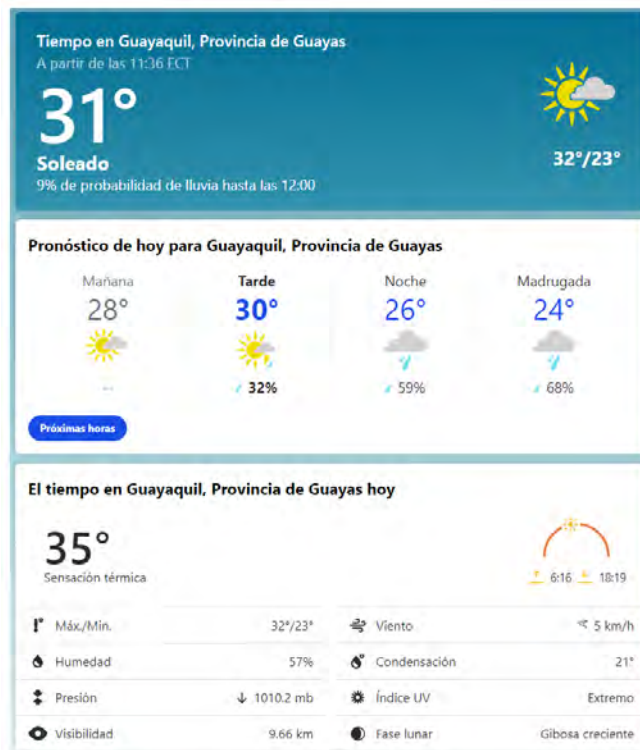 Tiempo en Guayaquil, Provincia de Guayas
A partir de las 11:36 ECT
31°
Soleado
9% de probabilidad de lluvia hasta las 12:00
32°/23°
Pronóstico de hoy para Guayaquil, Provincia de Guayas
Mañana Tarde Noche Madrugada
28° 30° 26° 24°
-- 32% 59% 68%
Próximas horas
El tiempo en Guayaquil, Provincia de Guayas hoy
35°
Sensación térmica
6:16 18:19
Máx./Mín. 32°/23° Viento 5 km/h
Humedad 57% Condensación 21°
Presión ↓ 1010.2 mb Índice UV Extremo
Visibilidad 9.66 km Fase lunar Gibosa creciente